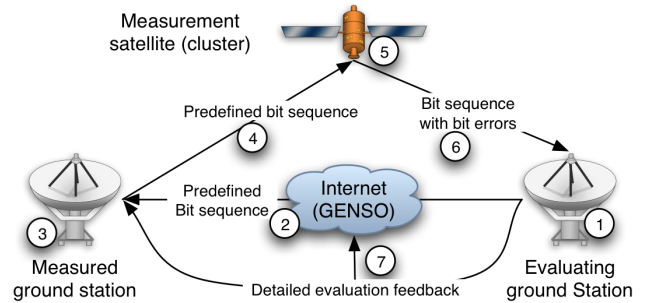 Measurement
satellite (cluster)
5
Predefined bit sequence
4
Bit sequence
with bit errors
6
Predefined
Bit sequence
2
Internet
(GENSO)
3
1
7
Measured
ground station
Detailed evaluation feedback
Evaluating
ground Station